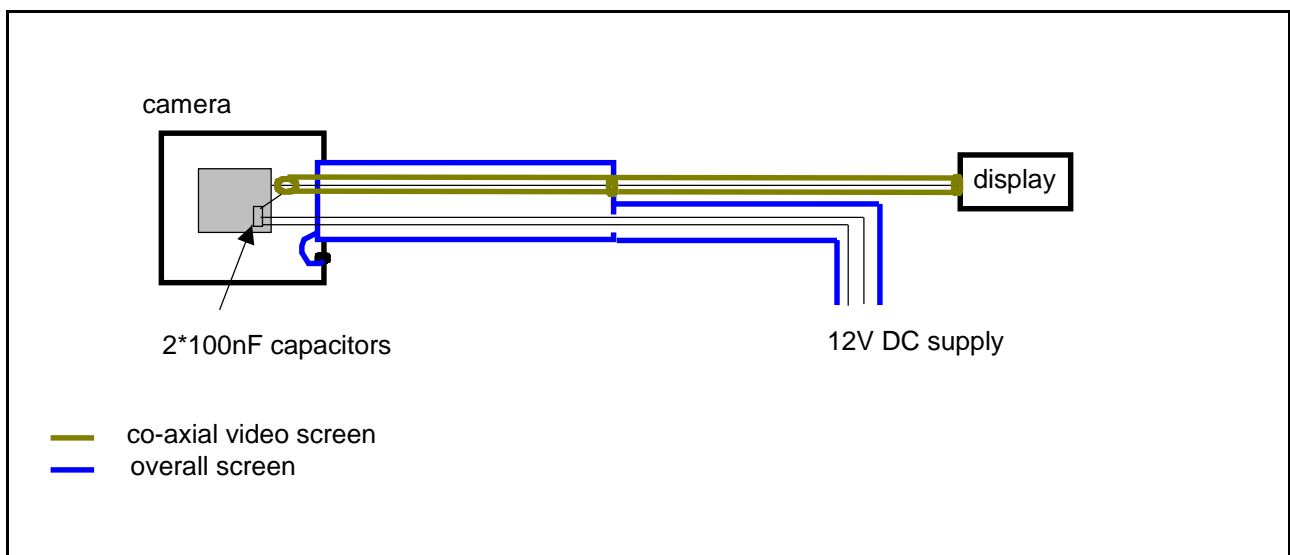 camera
display
2*100nF capacitors
12V DC supply
co-axial video screen
overall screen